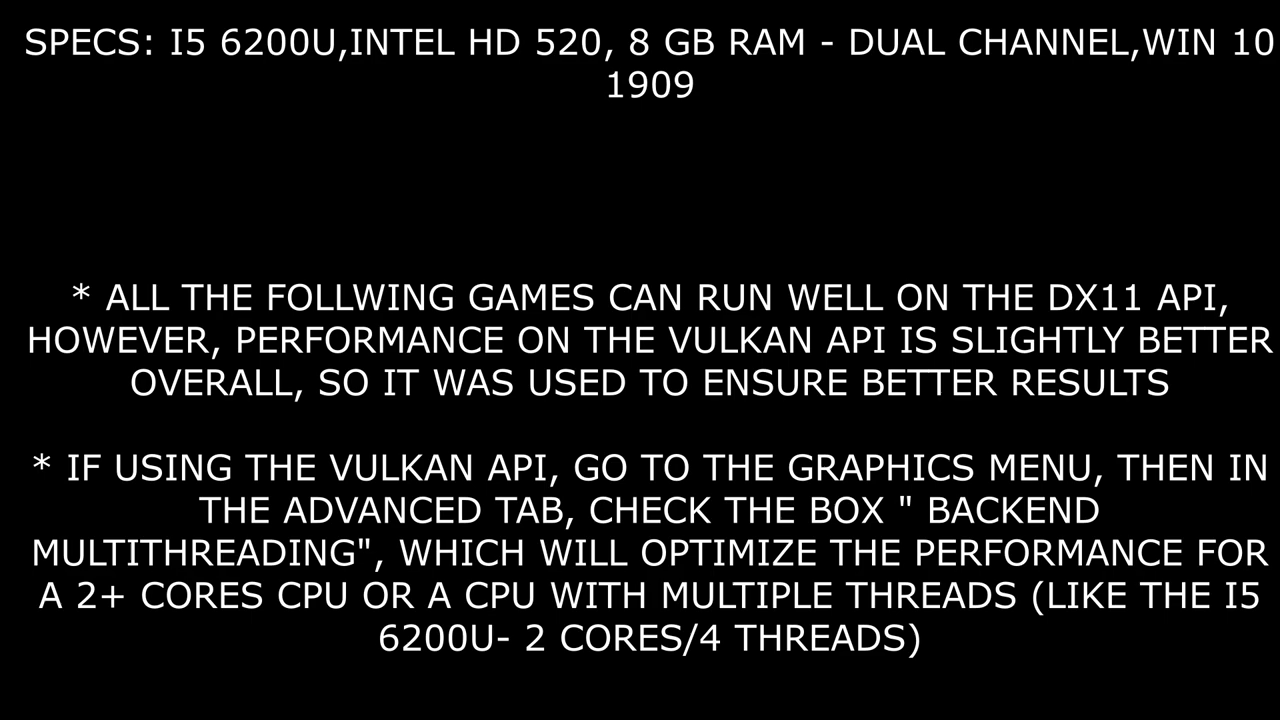 SPECS: I5 6200U,INTEL HD 520, 8 GB RAM - DUAL CHANNEL,WIN 10
1909
* ALL THE FOLLWING GAMES CAN RUN WELL ON THE DX11 API,
HOWEVER, PERFORMANCE ON THE VULKAN API IS SLIGHTLY BETTER
OVERALL, SO IT WAS USED TO ENSURE BETTER RESULTS
* IF USING THE VULKAN API, GO TO THE GRAPHICS MENU, THEN IN
THE ADVANCED TAB, CHECK THE BOX " BACKEND
MULTITHREADING", WHICH WILL OPTIMIZE THE PERFORMANCE FOR
A 2+ CORES CPU OR A CPU WITH MULTIPLE THREADS (LIKE THE I5
6200U- 2 CORES/4 THREADS)